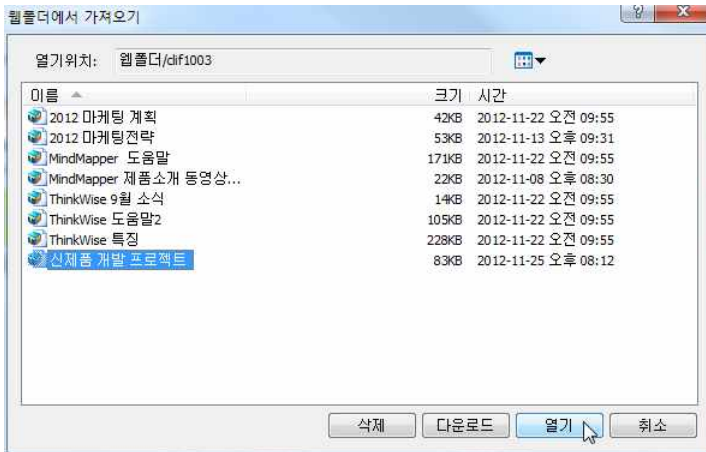 웹폴더에서 가져오기
열기위치: 웹폴더/clif1003
이름 크기 시간
2012 마케팅 계획 42KB 2012-11-22 오전 09:55
2012 마케팅전략 53KB 2012-11-13 오후 09:31
MindMapper 도움말 171KB 2012-11-22 오전 09:55
MindMapper 제품소개 동영상... 22KB 2012-11-08 오후 08:30
ThinkWise 9월 소식 14KB 2012-11-22 오전 09:55
ThinkWise 도움말2 105KB 2012-11-22 오전 09:55
ThinkWise 특징 228KB 2012-11-22 오전 09:55
신제품 개발 프로젝트 83KB 2012-11-25 오후 08:12
삭제 다운로드 열기 취소